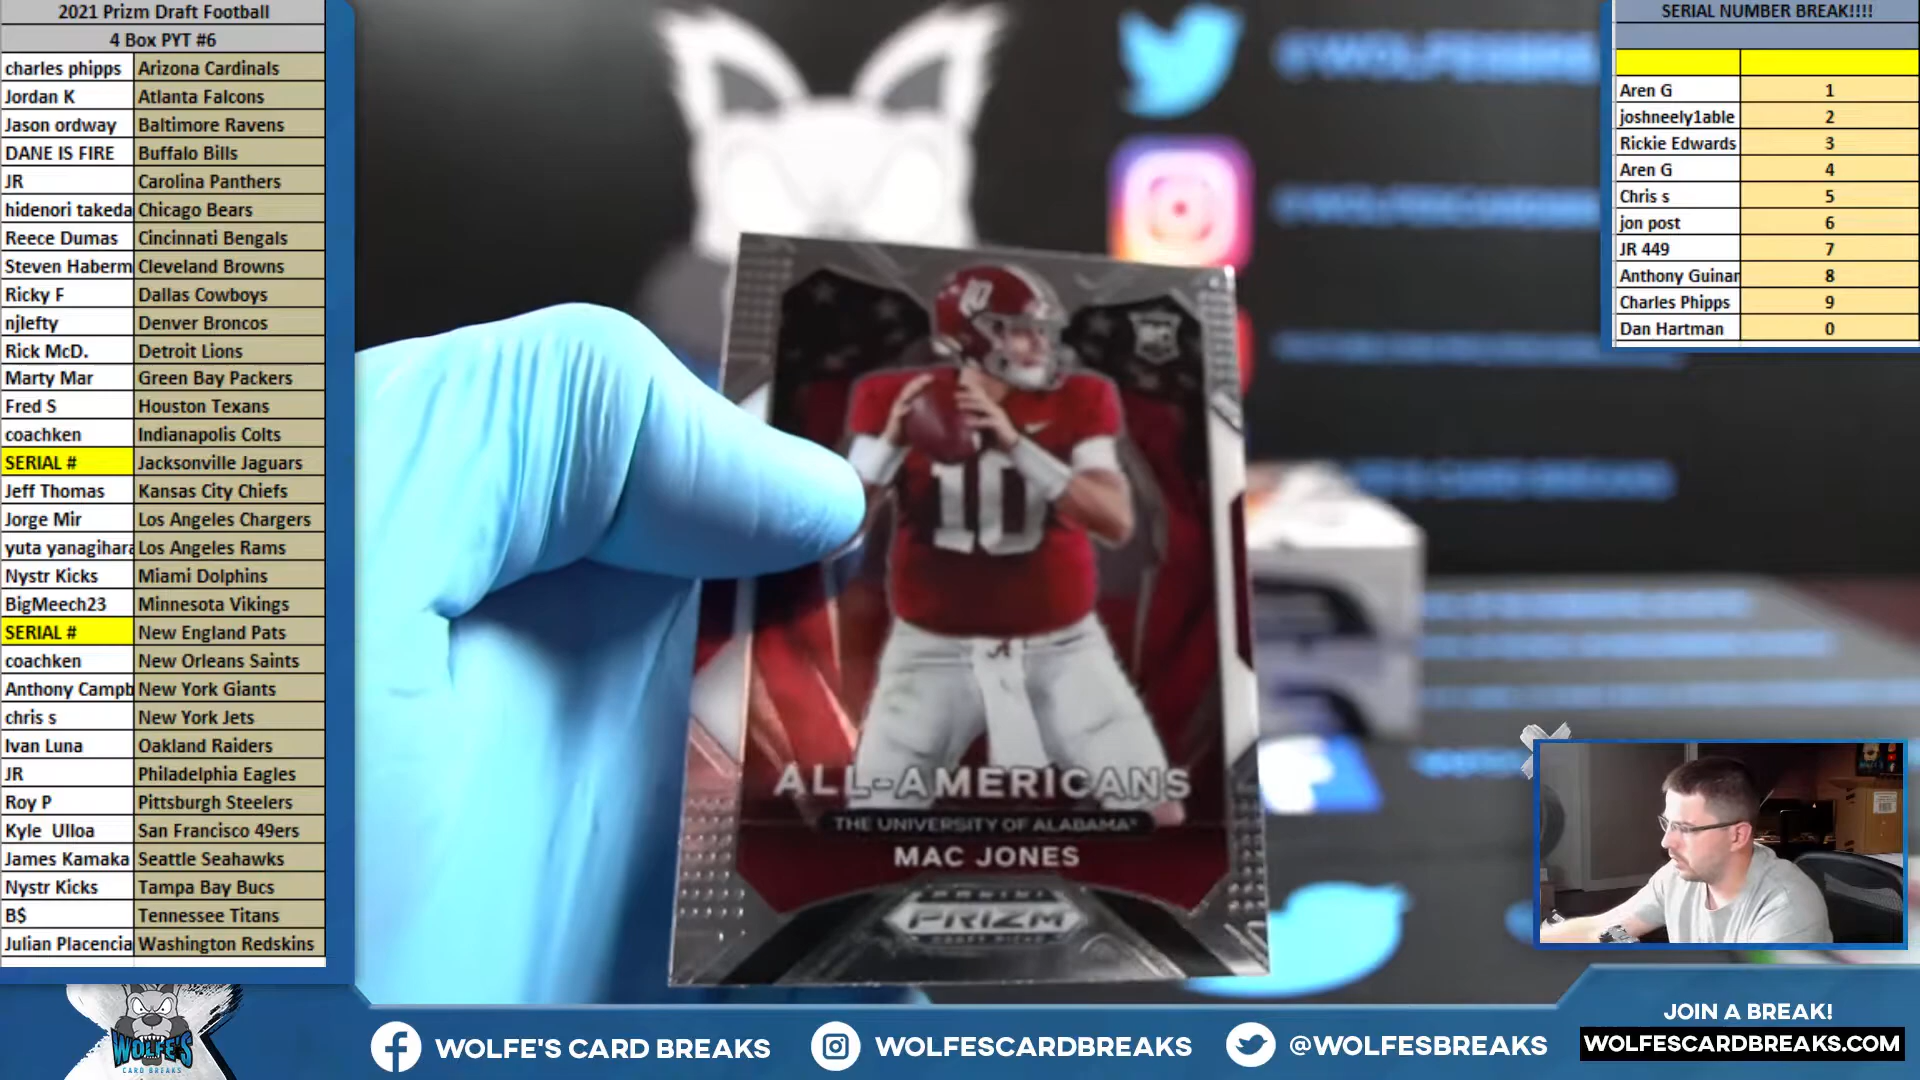 2021 Prizm Draft Football
4 Box PYT #6
charles phipps Arizona Cardinals
Jordan K Atlanta Falcons
Jason ordway Baltimore Ravens
DANE IS FIRE Buffalo Bills
JR Carolina Panthers
hidenori takeda Chicago Bears
Reece Dumas Cincinnati Bengals
Steven Haberm Cleveland Browns
Ricky F Dallas Cowboys
njlefty Denver Broncos
Rick McD. Detroit Lions
Marty Mar Green Bay Packers
Fred S Houston Texans
coachken Indianapolis Colts
SERIAL # Jacksonville Jaguars
Jeff Thomas Kansas City Chiefs
Jorge Mir Los Angeles Chargers
yuta yanagihara Los Angeles Rams
Nystr Kicks Miami Dolphins
BigMeech23 Minnesota Vikings
SERIAL # New England Pats
coachken New Orleans Saints
Anthony Campb New York Giants
chris s New York Jets
Ivan Luna Oakland Raiders
JR Philadelphia Eagles
Roy P Pittsburgh Steelers
Kyle Ulloa San Francisco 49ers
James Kamaka Seattle Seahawks
Nystr Kicks Tampa Bay Bucs
B$ Tennessee Titans
Julian Placencia Washington Redskins
10
10
ALL-AMERICANS
THE UNIVERSITY OF ALABAMA
MAC JONES
PANINI
PRIZM
DRAFT PICKS
SERIAL NUMBER BREAK!!!!
Aren G 1
joshneely1able 2
Rickie Edwards 3
Aren G 4
Chris s 5
jon post 6
JR 449 7
Anthony Guinan 8
Charles Phipps 9
Dan Hartman 0
WOLFE'S
CARD BREAKS
WOLFE'S CARD BREAKS
WOLFESCARDBREAKS
@WOLFESBREAKS
JOIN A BREAK!
WOLFESCARDBREAKS.COM